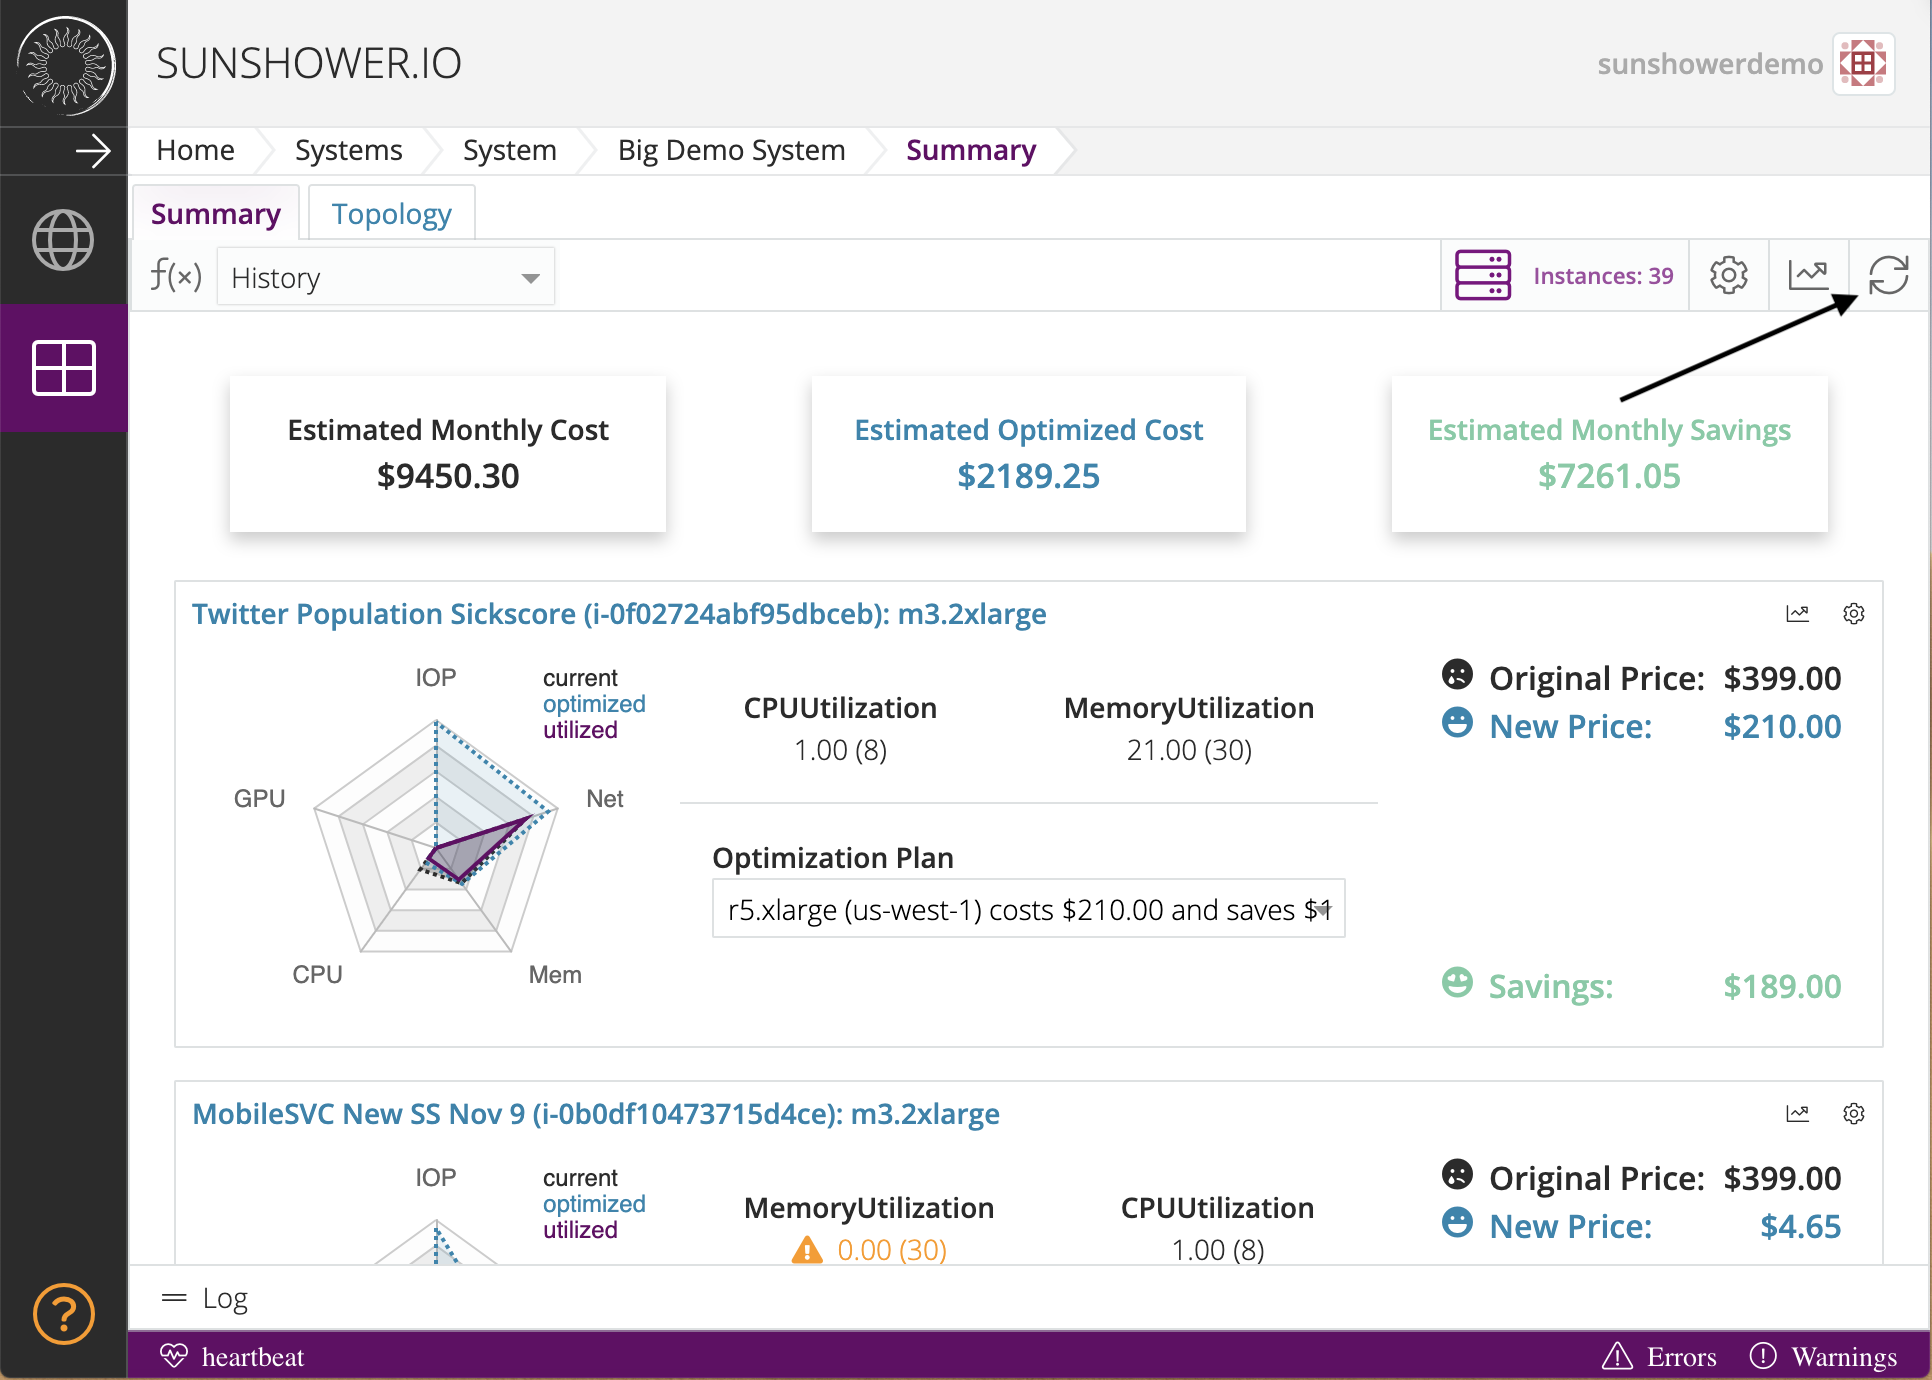 SUNSHOWER.IO
sunshowerdemo
Home Systems System Big Demo System Summary
Summary Topology
f(x) History Instances: 39
Estimated Monthly Cost
$9450.30
Estimated Optimized Cost
$2189.25
Estimated Monthly Savings
$7261.05
Twitter Population Sickscore (i-0f02724abf95dbceb): m3.2xlarge
IOP
GPU
Net
CPU
Mem
current
optimized
utilized
CPUUtilization
1.00 (8)
MemoryUtilization
21.00 (30)
Optimization Plan
r5.xlarge (us-west-1) costs $210.00 and saves $1
Original Price: $399.00
New Price: $210.00
Savings: $189.00
MobileSVC New SS Nov 9 (i-0b0df10473715d4ce): m3.2xlarge
IOP
current
optimized
utilized
MemoryUtilization
0.00 (30)
CPUUtilization
1.00 (8)
Original Price: $399.00
New Price: $4.65
Log
heartbeat
Errors Warnings